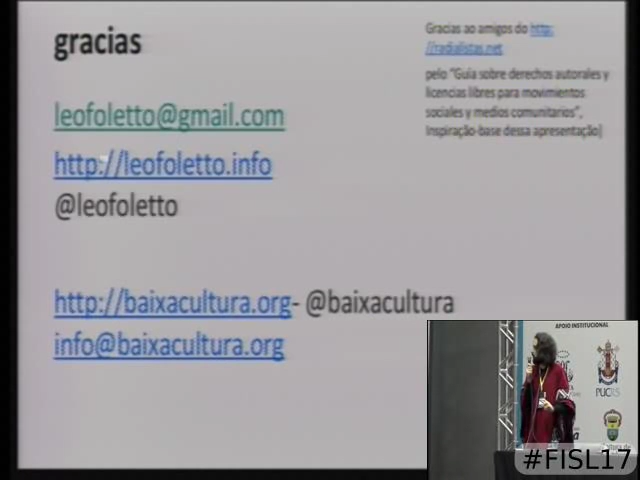 gracias
leofoletto@gmail.com
http://leofoletto.info
@leofoletto
http://baixacultura.org- @baixacultura
info@baixacultura.org
Gracias ao amigos do http:
//radialistas.net
pelo "Guia sobre derechos autorales y
licencias libres para movimientos
sociales y medios comunitarios",
Inspiração-base dessa apresentação]
APOIO INSTITUCIONAL
PUCRS
#FISL17